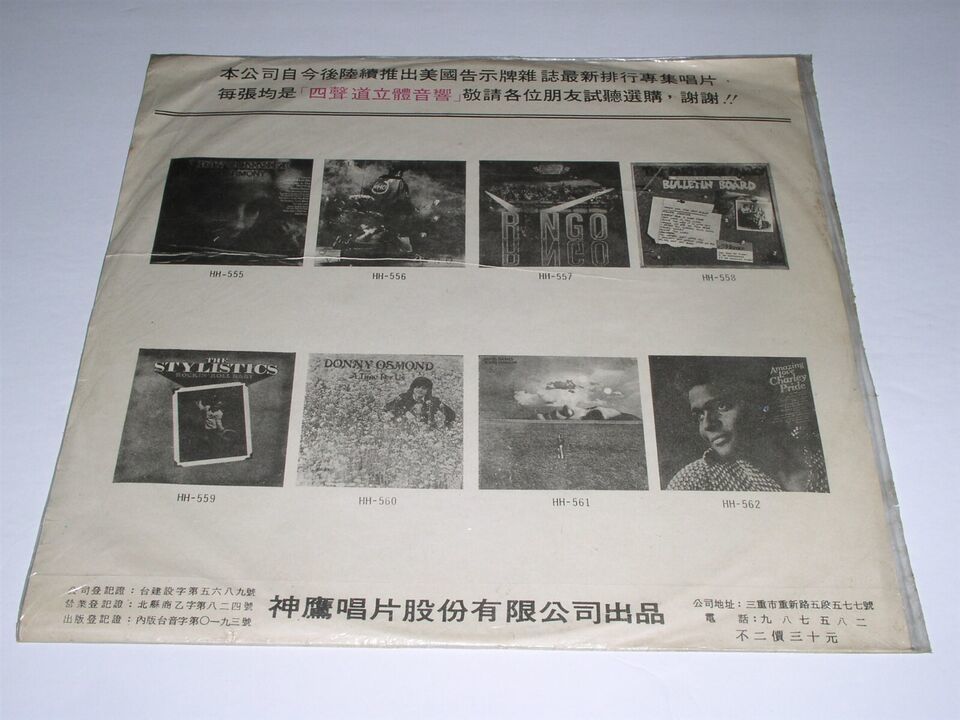 本公司自今後陸續推出美國告示牌雜誌最新排行專集唱片．
每張均是「四聲道立體音響」敬請各位朋友試聽選購，謝謝！！
RINGO
BULLETIN BOARD
HH-555
HH-556
HH-557
HH-558
THE
STYLISTICS
ROCKIN' ROLL BABY
DONNY OSMOND
A Time For Us
Amazing
Love
Charley
Pride
HH-559
HH-560
HH-561
HH-562
公司登記證：台建設字第五六八九號
營業登記證：北縣商乙字第八二四號
出版登記證：內版台音字第〇一九三號
神鷹唱片股份有限公司出品
公司地址：三重市重新路五段五七七號
電話：九八七五八二
不二價三十元